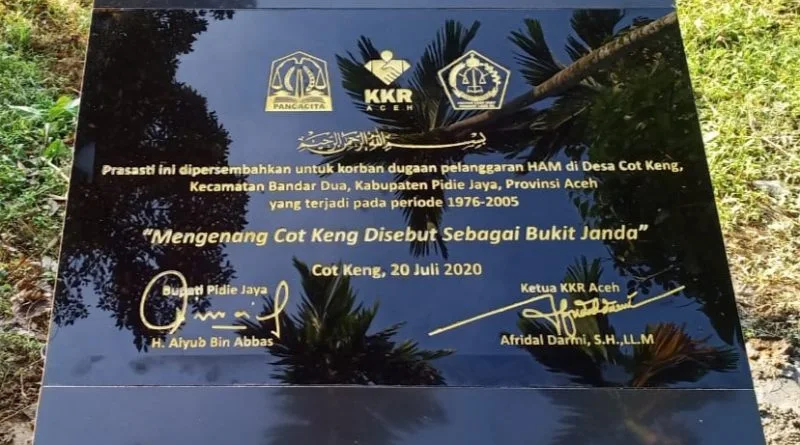 PANCACITA
KKR
ACEH
بسم الله الرحمن الرحيم
Prasasti ini dipersembahkan untuk korban dugaan pelanggaran HAM di Desa Cot Keng,
Kecamatan Bandar Dua, Kabupaten Pidie Jaya, Provinsi Aceh
yang terjadi pada periode 1976-2005
"Mengenang Cot Keng Disebut Sebagai Bukit Janda"
Cot Keng, 20 Juli 2020
Bupati Pidie Jaya
Ketua KKR Aceh
H. Aiyub Bin Abbas
Afridal Darmi, S.H.,LL.M